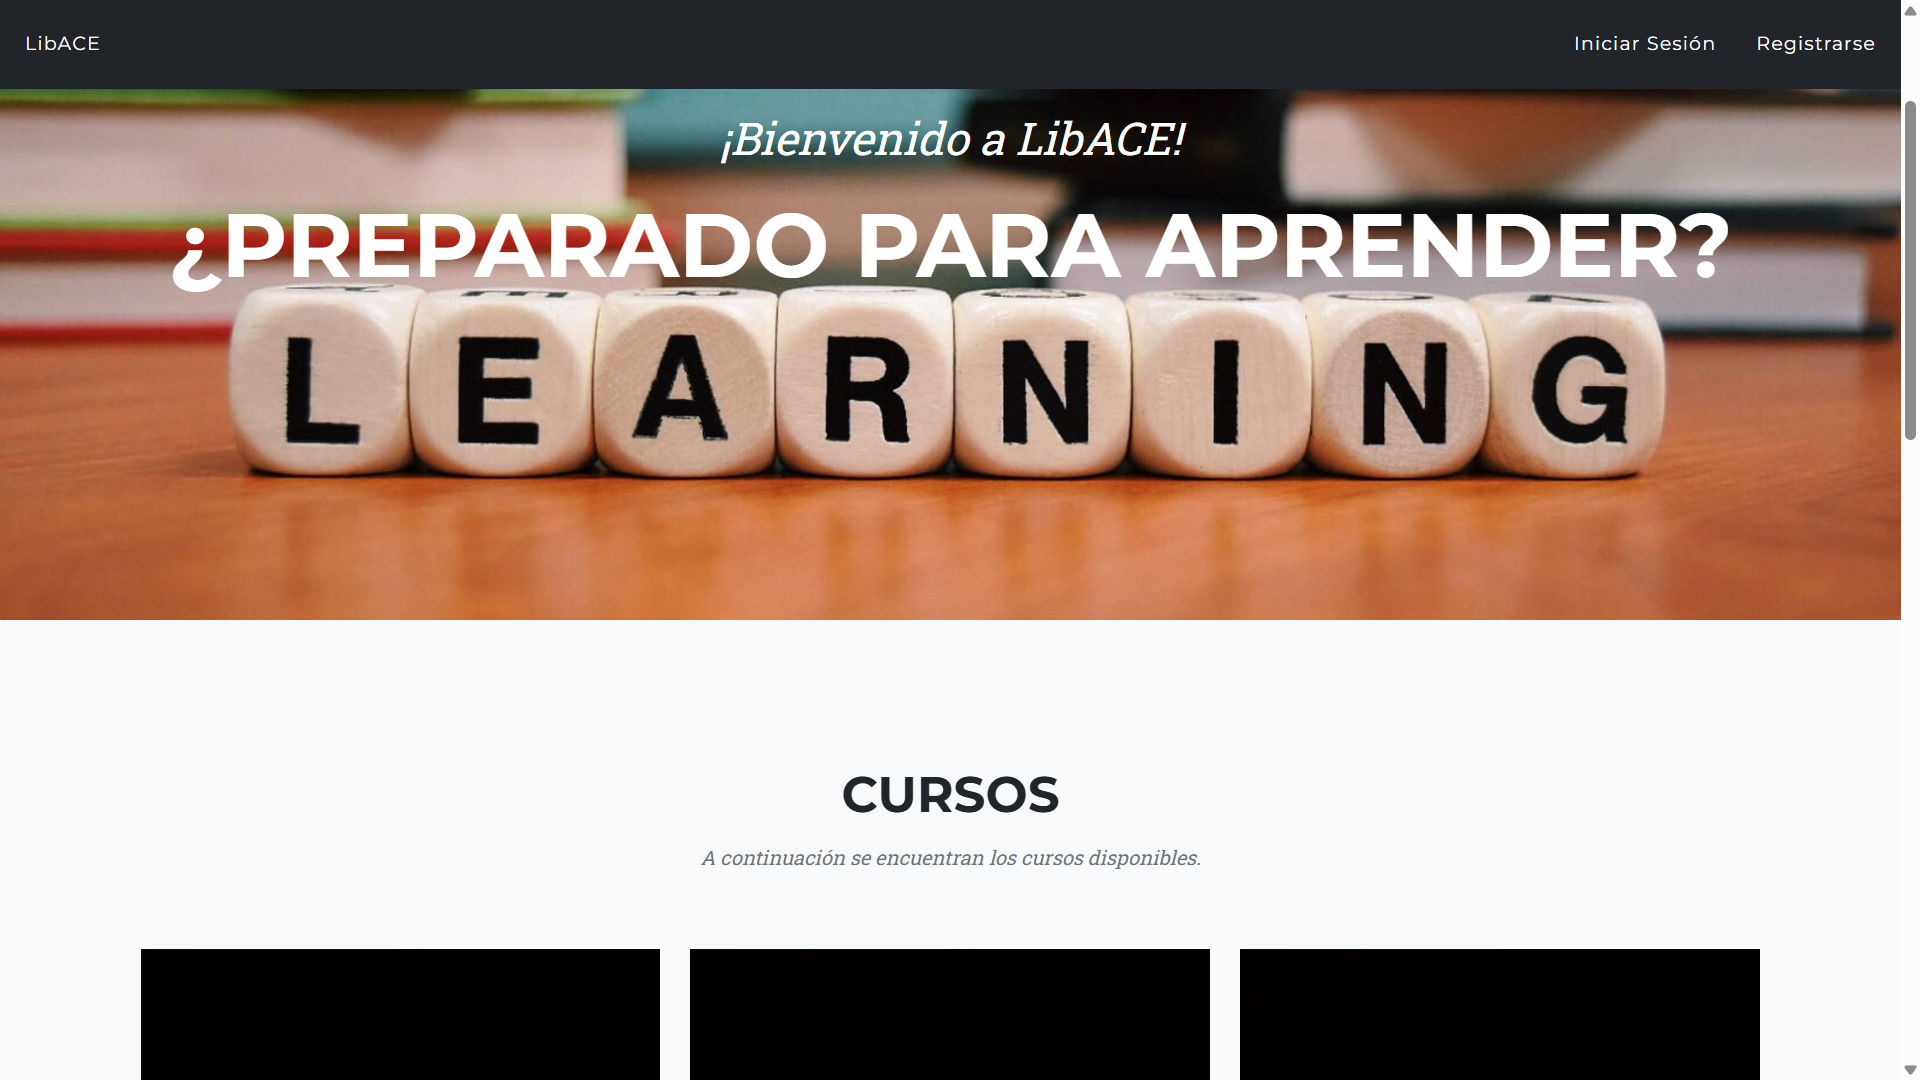 LibACE
Iniciar Sesión
Registrarse
¡Bienvenido a LibACE!
¿PREPARADO PARA APRENDER?
LEARNING
CURSOS
A continuación se encuentran los cursos disponibles.